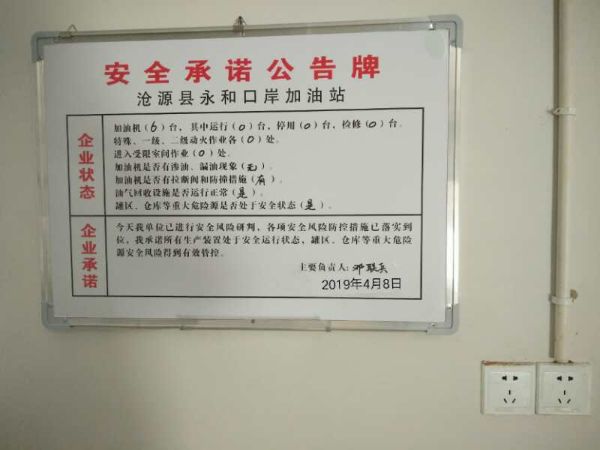 安全承诺公告牌
沧源县永和口岸加油站
企业状态
加油机(6)台，其中运行(0)台，停用(0)台，检修(0)台。
特殊、一级、二级动火作业各(0)处。
进入受限家间作业(0)处。
加油机是否有渗油、漏油现象(无)。
加油机是否有拉断阀和防撞措施(有)。
油气回收设施是否运行正常(是)。
罐区、仓库等重大危险源是否处于安全状态(是)。
企业承诺
今天我单位已进行安全风险研判，各项安全风险防控措施已落实到
位，我承诺所有生产装置处于安全运行状态，罐区、仓库等重大危险
源安全风险得到有效管控。
主要负责人:邓联兵
2019年4月8日